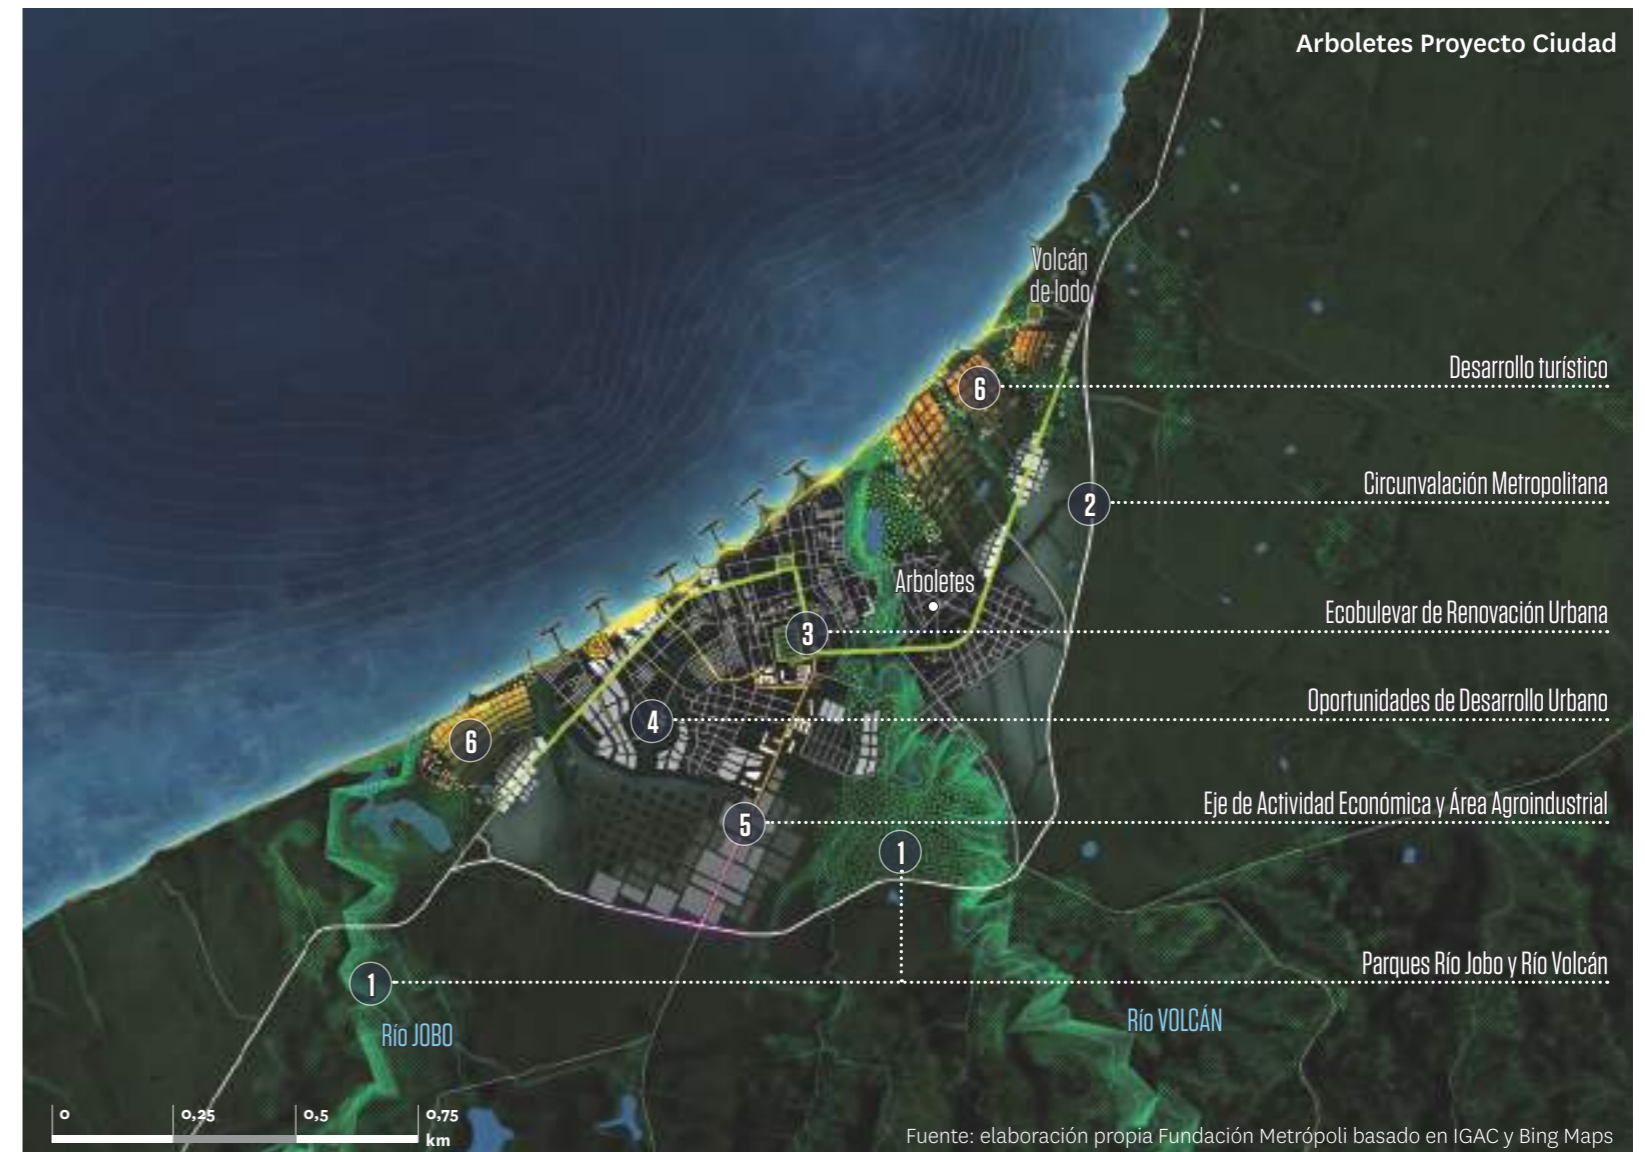 Arboletes Proyecto Ciudad
Volcán
de lodo
Desarrollo turístico
6
Circunvalación Metropolitana
2
Arboletes
Ecobulevar de Renovación Urbana
3
Oportunidades de Desarrollo Urbano
4
6
Eje de Actividad Económica y Área Agroindustrial
5
1
Parques Río Jobo y Río Volcán
1
Río JOBO
Río VOLCÁN
0 0,25 0,5 0,75
km
Fuente: elaboración propia Fundación Metrópoli basado en IGAC y Bing Maps